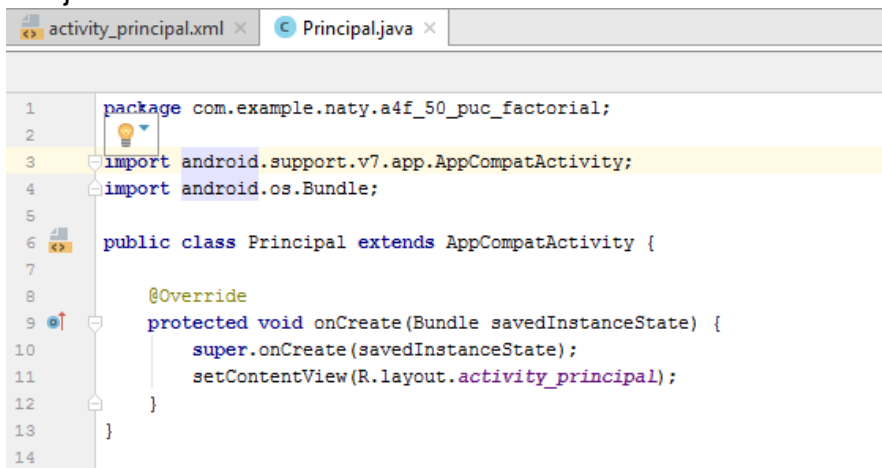 activity_principal.xml × C Principal.java ×
1 package com.example.naty.a4f_50_puc_factorial;
2
3 import android.support.v7.app.AppCompatActivity;
4 import android.os.Bundle;
5
6 public class Principal extends AppCompatActivity {
7
8 @Override
9 protected void onCreate(Bundle savedInstanceState) {
10 super.onCreate(savedInstanceState);
11 setContentView(R.layout.activity_principal);
12 }
13 }
14